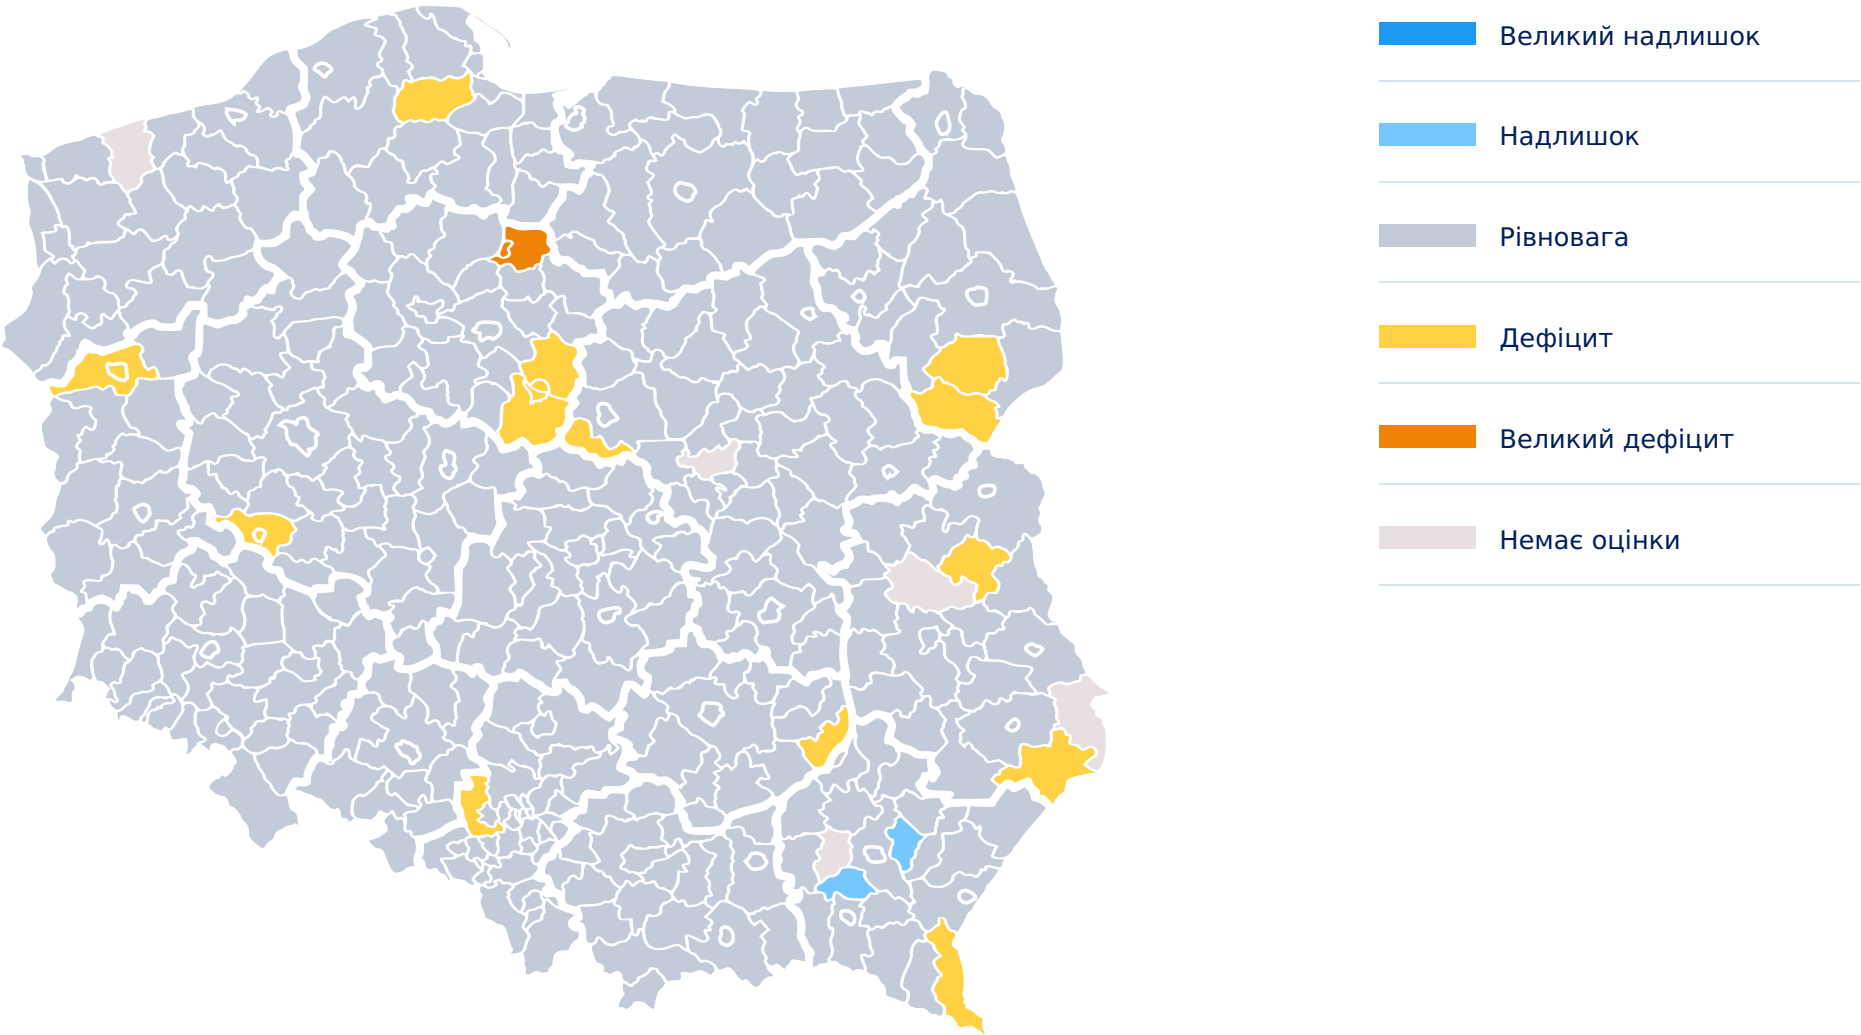 Великий надлишок
Надлишок
Рівновага
Дефіцит
Великий дефіцит
Немає оцінки